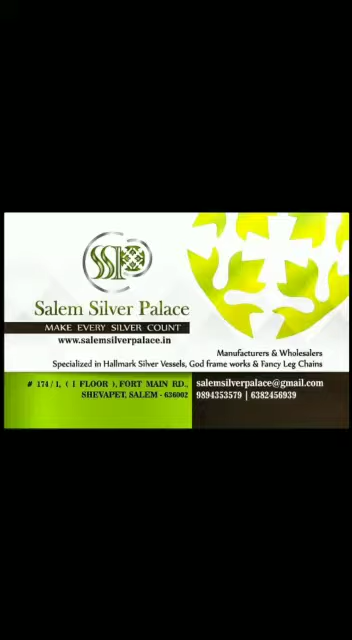 SSP
Salem Silver Palace
MAKE EVERY SILVER COUNT
www.salemsilverpalace.in
Manufacturers & Wholesalers
Specialized in Hallmark Silver Vessels, God frame works & Fancy Leg Chains
# 174/1, ( I FLOOR ), FORT MAIN RD.,
SHEVAPET, SALEM - 636002
salemsilverpalace@gmail.com
9894353579 | 6382456939